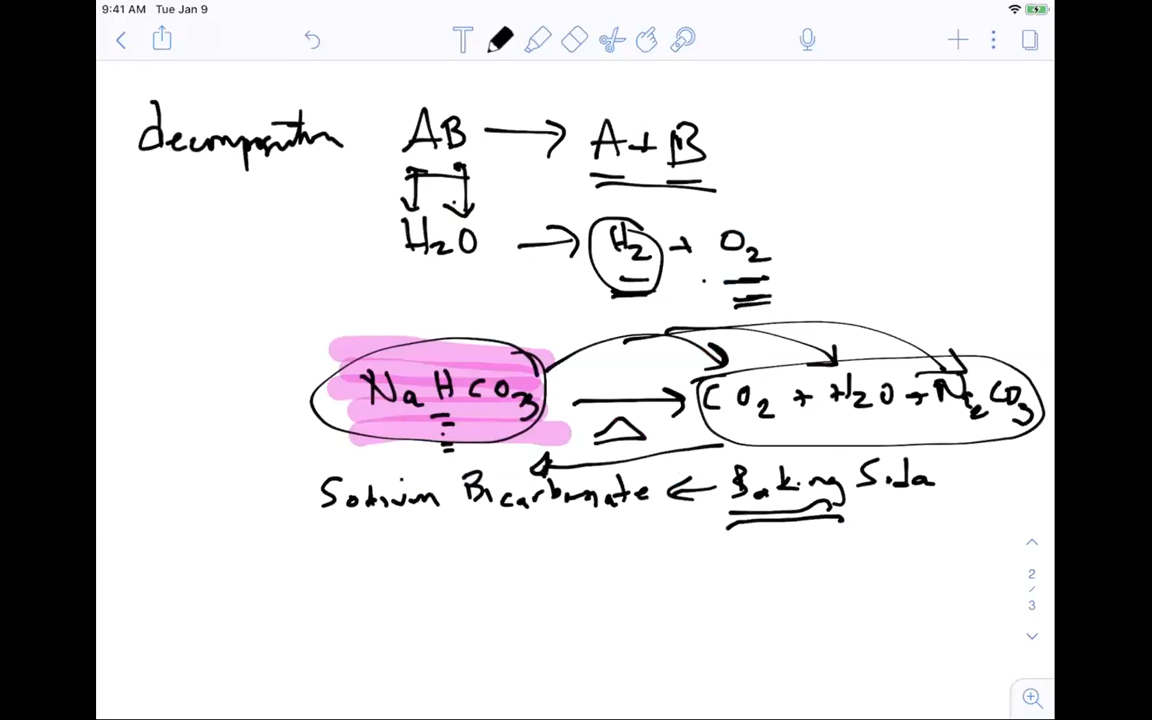 9:41 AM Tue Jan 9
T
decomposition AB → A + B
H2O → H2 + O2
NaHCO3 → CO2 + H2O + Na2CO3
△
Sodium Bicarbonate ← Baking Soda
2
/
3